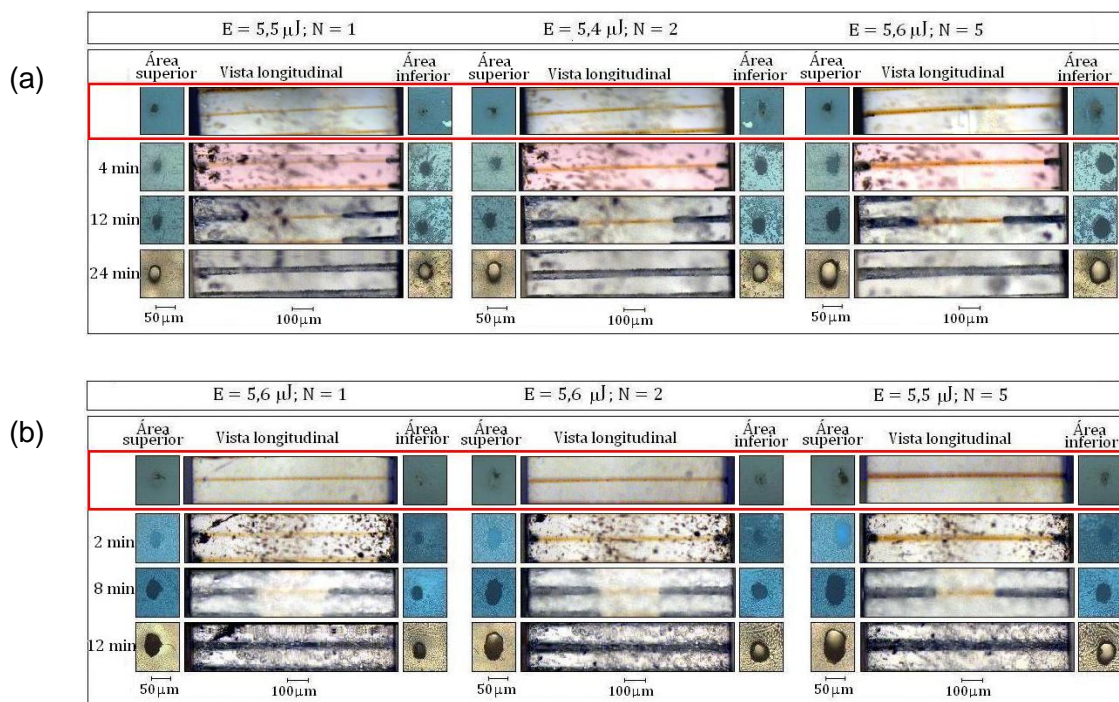 (a)
E = 5,5 µJ; N = 1 E = 5,4 µJ; N = 2 E = 5,6 µJ; N = 5
Área superior Vista longitudinal Área inferior Área superior Vista longitudinal Área inferior Área superior Vista longitudinal Área inferior
4 min
12 min
24 min
50 µm 100 µm 50 µm 100 µm 50 µm 100 µm
(b)
E = 5,6 µJ; N = 1 E = 5,6 µJ; N = 2 E = 5,5 µJ; N = 5
Área superior Vista longitudinal Área inferior Área superior Vista longitudinal Área inferior Área superior Vista longitudinal Área inferior
2 min
8 min
12 min
50 µm 100 µm 50 µm 100 µm 50 µm 100 µm